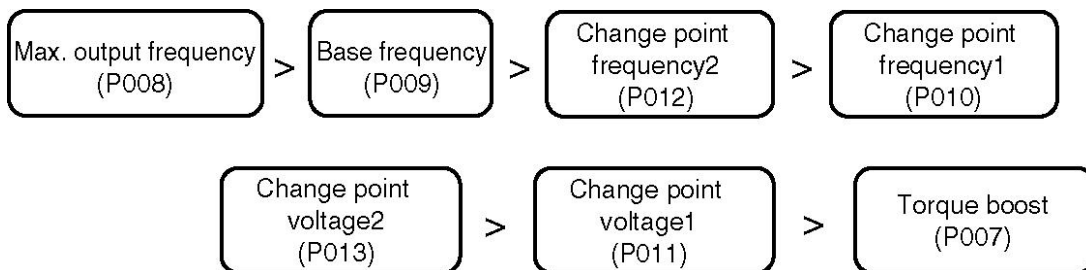 Max. output frequency
(P008)
>
Base frequency
(P009)
>
Change point
frequency2
(P012)
>
Change point
frequency1
(P010)
Change point
voltage2
(P013)
>
Change point
voltage1
(P011)
>
Torque boost
(P007)